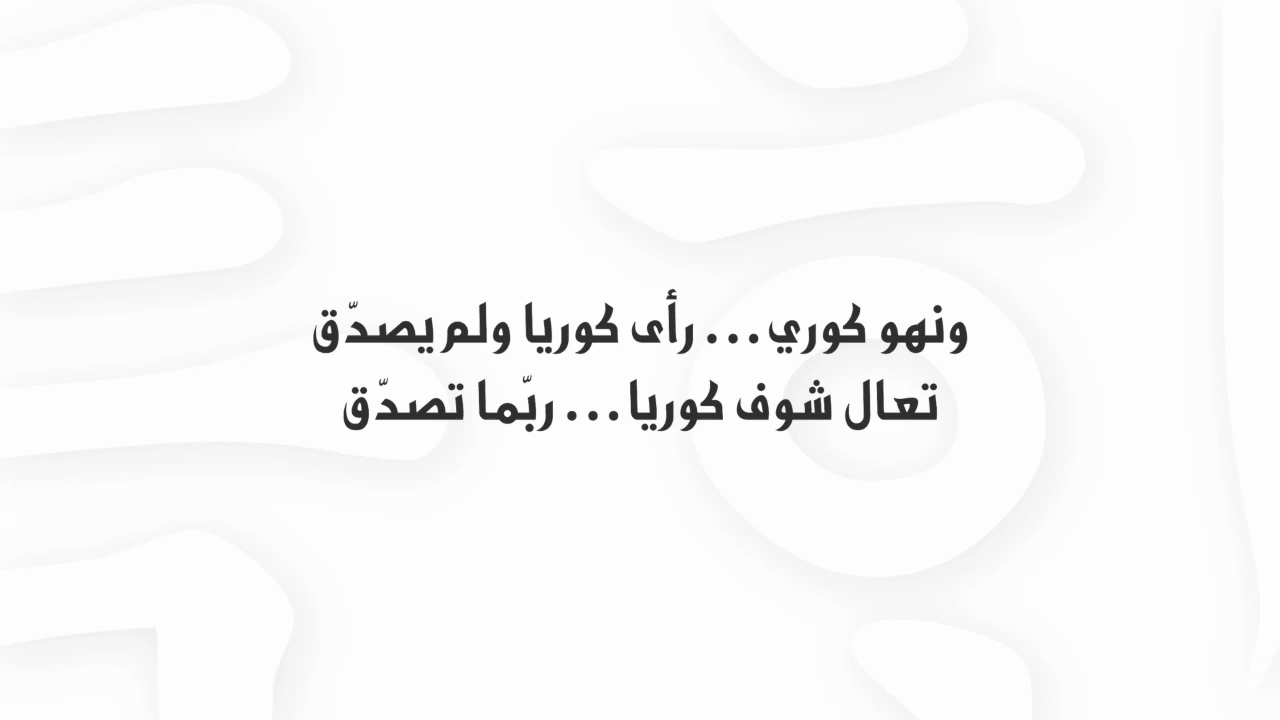 ونهو كوري... رأى كوريا ولم يصدّق
تعال شوف كوريا... ربّما تصدّق